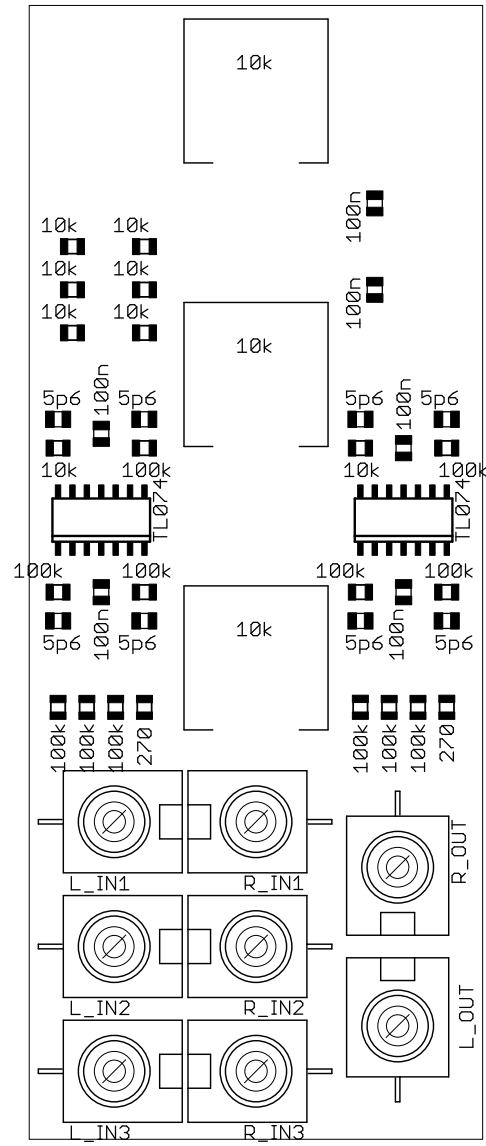 10k
100n
10k 10k
10k 10k
100n
10k 10k
10k
5p6 100n 5p6
5p6 100n 5p6
10k 100k
10k 100k
TL074
TL074
100k 100k
100k 100k
5p6 100n 5p6
5p6 100n 5p6
10k
100k 100k 100k 270
100k 100k 100k 270
L_IN1 R_IN1
R_OUT
L_IN2 R_IN2
L_OUT
L_IN3 R_IN3